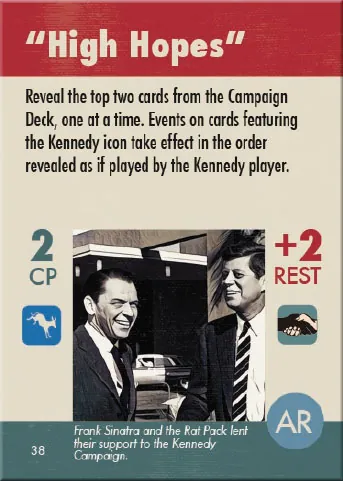 “High Hopes”
Reveal the top two cards from the Campaign
Deck, one at a time. Events on cards featuring
the Kennedy icon take effect in the order
revealed as if played by the Kennedy player.
2
CP
+2
REST
AR
38
Frank Sinatra and the Rat Pack lent
their support to the Kennedy
Campaign.